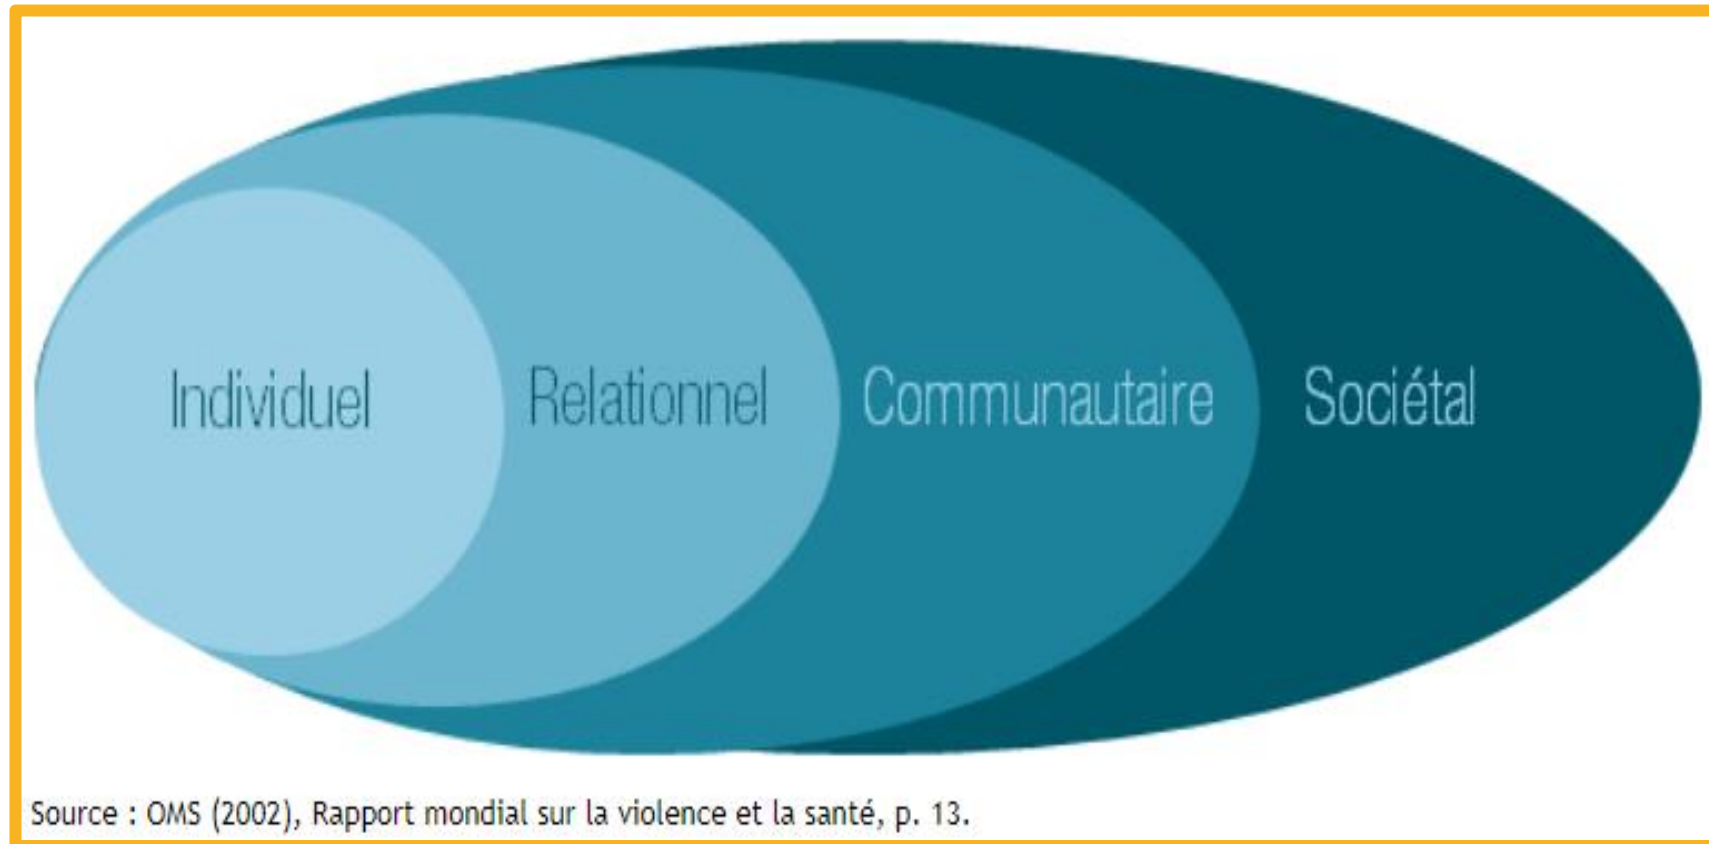 Individuel
Relationnel
Communautaire
Sociétal
Source : OMS (2002), Rapport mondial sur la violence et la santé, p. 13.